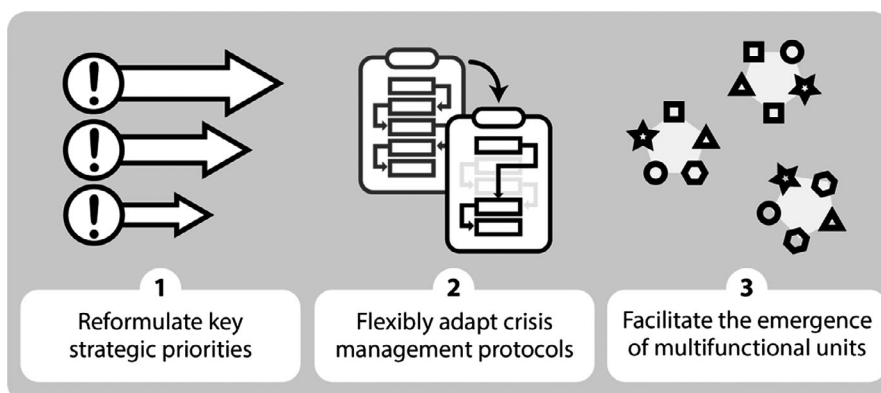 1
Reformulate key
strategic priorities
2
Flexibly adapt crisis
management protocols
3
Facilitate the emergence
of multifunctional units